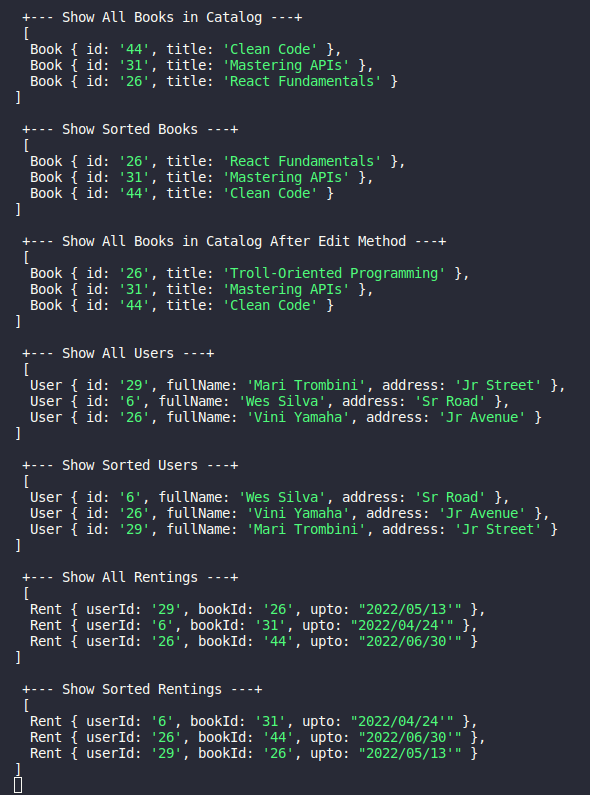 +--- Show All Books in Catalog ---+
[
Book { id: '44', title: 'Clean Code' },
Book { id: '31', title: 'Mastering APIs' },
Book { id: '26', title: 'React Fundamentals' }
]
+--- Show Sorted Books ---+
[
Book { id: '26', title: 'React Fundamentals' },
Book { id: '31', title: 'Mastering APIs' },
Book { id: '44', title: 'Clean Code' }
]
+--- Show All Books in Catalog After Edit Method ---+
[
Book { id: '26', title: 'Troll-Oriented Programming' },
Book { id: '31', title: 'Mastering APIs' },
Book { id: '44', title: 'Clean Code' }
]
+--- Show All Users ---+
[
User { id: '29', fullName: 'Mari Trombini', address: 'Jr Street' },
User { id: '6', fullName: 'Wes Silva', address: 'Sr Road' },
User { id: '26', fullName: 'Vini Yamaha', address: 'Jr Avenue' }
]
+--- Show Sorted Users ---+
[
User { id: '6', fullName: 'Wes Silva', address: 'Sr Road' },
User { id: '26', fullName: 'Vini Yamaha', address: 'Jr Avenue' },
User { id: '29', fullName: 'Mari Trombini', address: 'Jr Street' }
]
+--- Show All Rentings ---+
[
Rent { userId: '29', bookId: '26', upto: "2022/05/13'" },
Rent { userId: '6', bookId: '31', upto: "2022/04/24'" },
Rent { userId: '26', bookId: '44', upto: "2022/06/30'" }
]
+--- Show Sorted Rentings ---+
[
Rent { userId: '6', bookId: '31', upto: "2022/04/24'" },
Rent { userId: '26', bookId: '44', upto: "2022/06/30'" },
Rent { userId: '29', bookId: '26', upto: "2022/05/13'" }
]